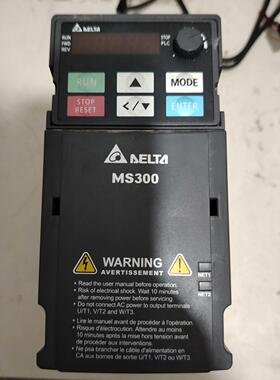 DELTA
RUN
FWD
REV
STOP
PLC
RUN
MODE
STOP
RESET
ENTER
DELTA
MS300
WARNING
AVERTISSEMENT
• Read the user manual before operation.
• Risk of electrical shock. Wait 10 minutes
after removing power before servicing.
• Do not connect AC power to output terminals
U/T1, V/T2 and W/T3.
• Lire le manuel avant de procéder à l'opération.
• Risque d'électrocution. Attendre au moins
10 minutes après la mise hors tension avant
de procéder aux interventions.
• Ne pas brancher le câble d'alimentation en
CA aux bornes de sortie U/T1, V/T2 ou W/T3.
NET1
NET2